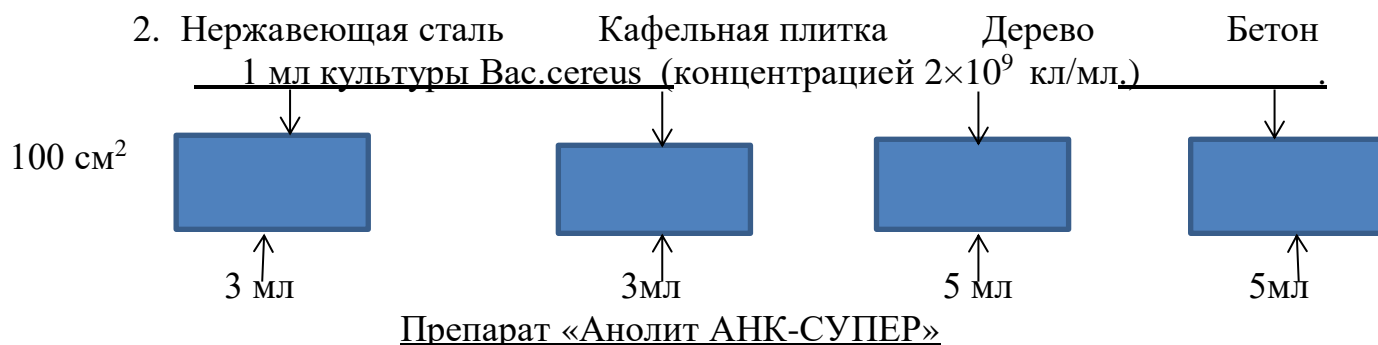 2. Нержавеющая сталь Кафельная плитка Дерево Бетон
1 мл культуры Bac.cereus (концентрацией 2×10⁹ кл/мл.) .
100 см²
3 мл 3мл 5 мл 5мл
Препарат «Анолит АНК-СУПЕР»